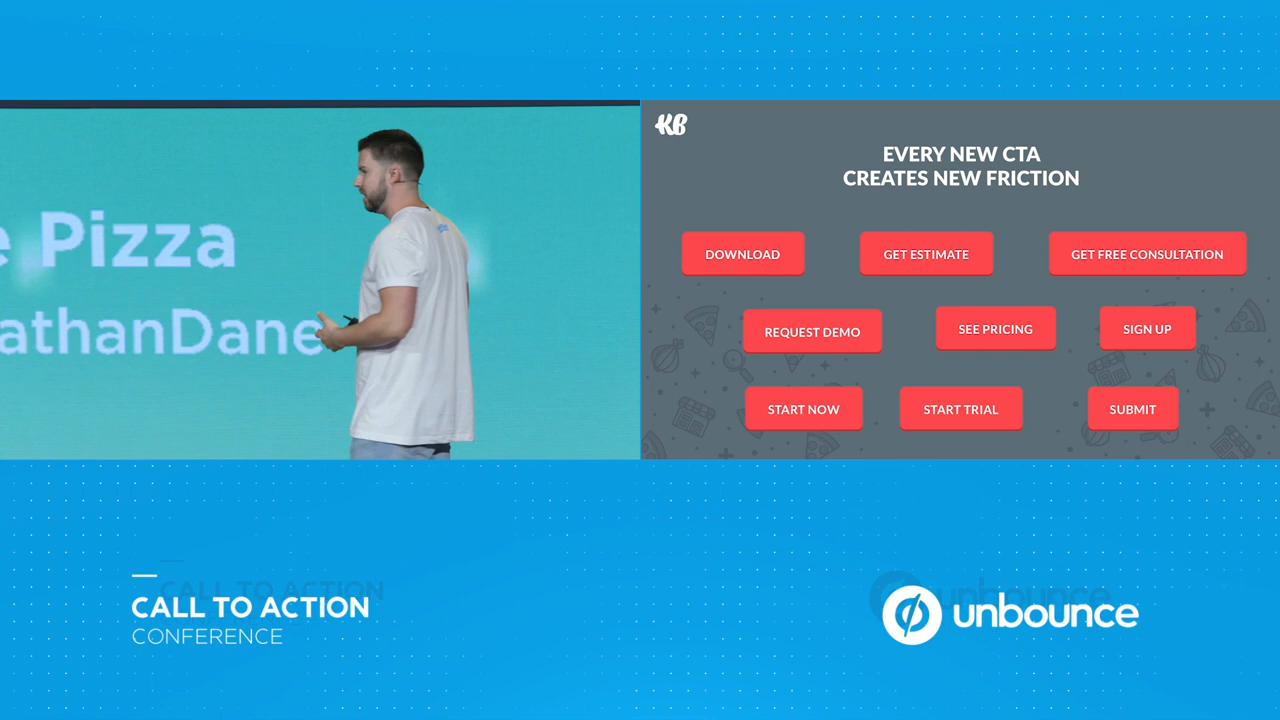 e Pizza
athanDane
KB
EVERY NEW CTA
CREATES NEW FRICTION
DOWNLOAD
GET ESTIMATE
GET FREE CONSULTATION
REQUEST DEMO
SEE PRICING
SIGN UP
START NOW
START TRIAL
SUBMIT
CALL TO ACTION
CONFERENCE
unbounce